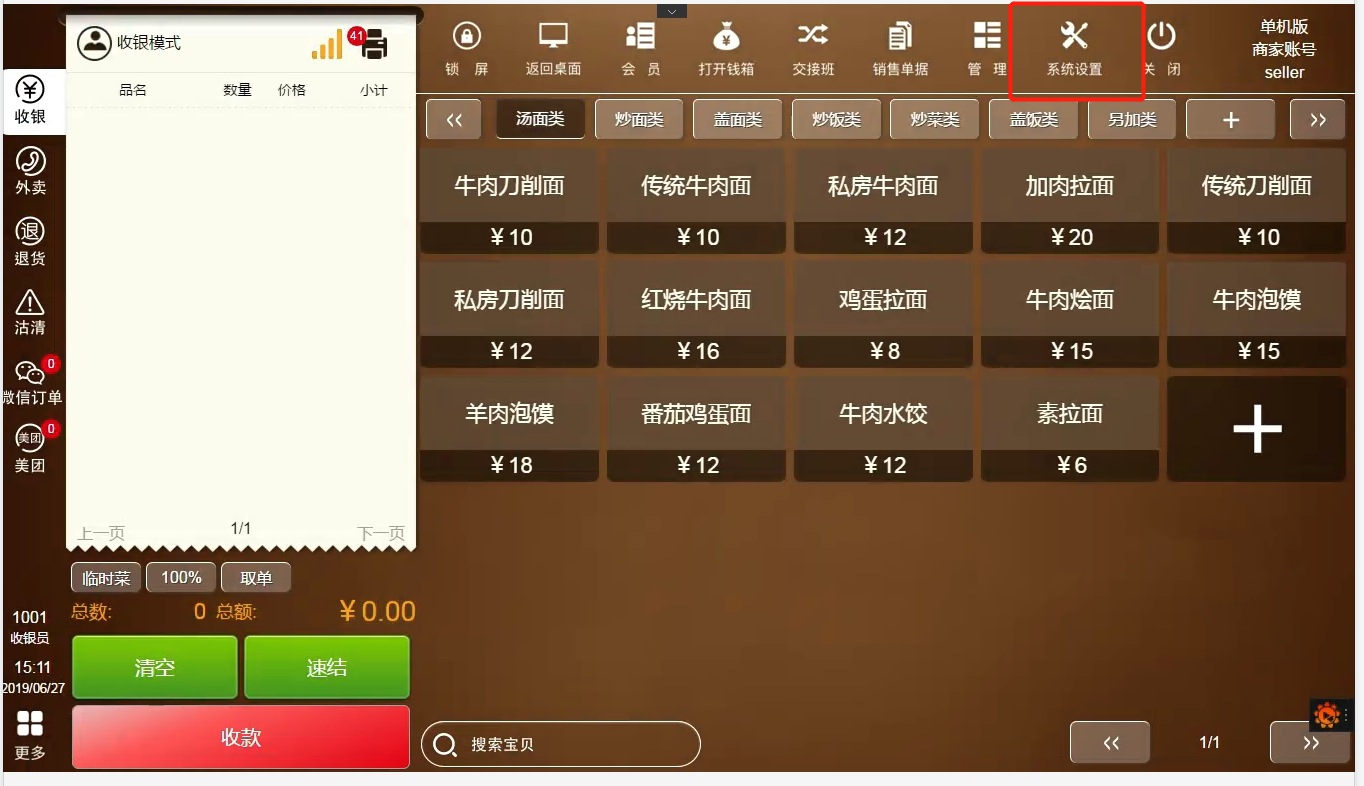 收银模式
41
品名 数量 价格 小计
上一页 1/1 下一页
临时菜 100% 取单
总数: 0 总额: ¥ 0.00
清空 速结
收款
¥
收银
外卖
退
退货
沽清
0
微信订单
美团
0
美团
1001
收银员
15:11
2019/06/27
更多
锁 屏
返回桌面
会 员
¥
打开钱箱
交接班
销售单据
管 理
系统设置
关 闭
单机版
商家账号
seller
<< 汤面类 炒面类 盖面类 炒饭类 炒菜类 盖饭类 另加类 + >>
牛肉刀削面 传统牛肉面 私房牛肉面 加肉拉面 传统刀削面
¥ 10 ¥ 10 ¥ 12 ¥ 20 ¥ 10
私房刀削面 红烧牛肉面 鸡蛋拉面 牛肉烩面 牛肉泡馍
¥ 12 ¥ 16 ¥ 8 ¥ 15 ¥ 15
羊肉泡馍 番茄鸡蛋面 牛肉水饺 素拉面 +
¥ 18 ¥ 12 ¥ 12 ¥ 6
搜索宝贝
<< 1/1 >>